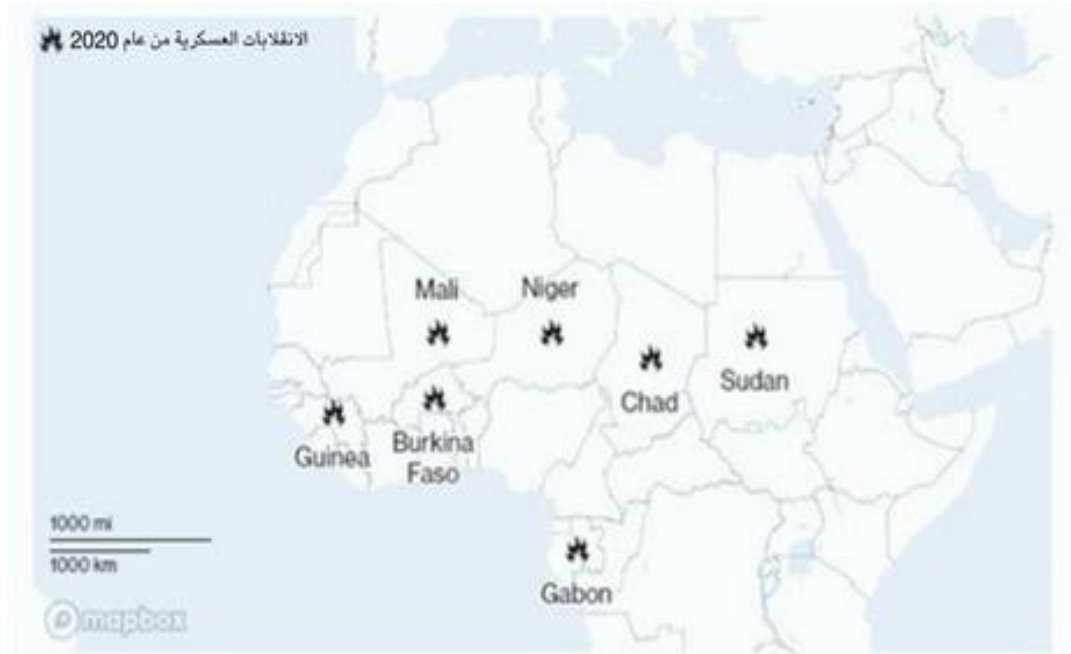 الانقلابات العسكرية من عام 2020
Mali
Niger
Chad
Sudan
Guinea
Burkina
Faso
Gabon
1000 mi
1000 km
mapbox